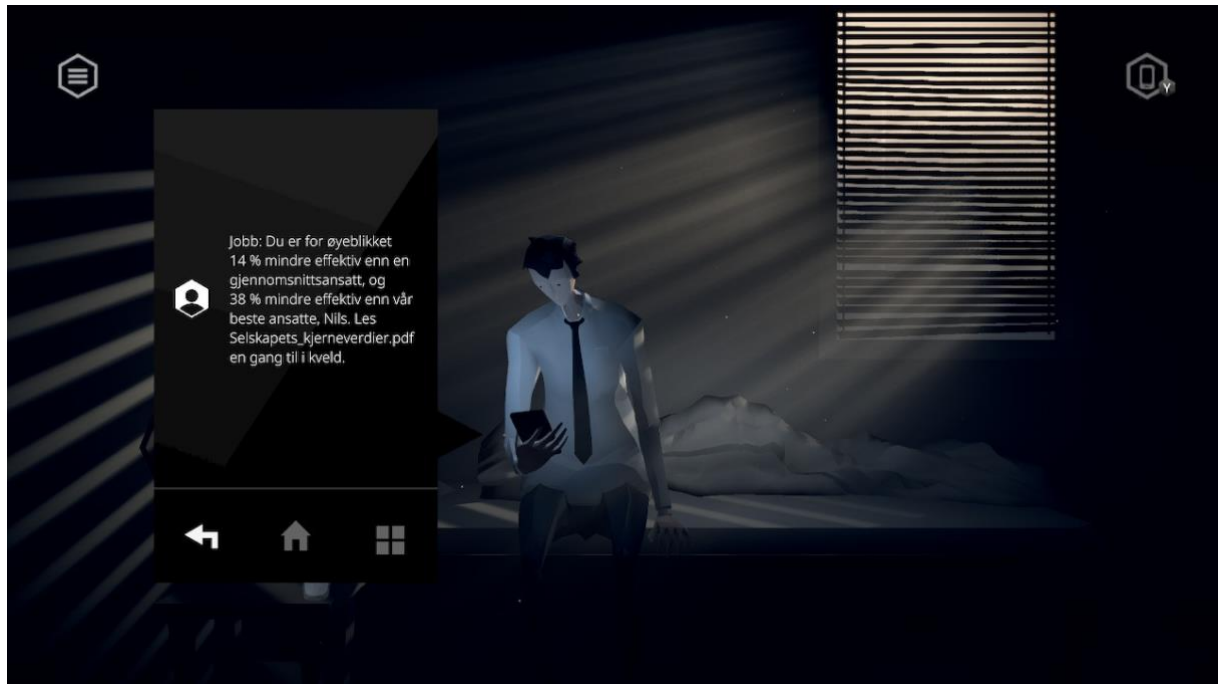 Jobb: Du er for øyeblikket
14 % mindre effektiv enn en
gjennomsnittsansatt, og
38 % mindre effektiv enn vår
beste ansatte, Nils. Les
Selskapets_kjerneverdier.pdf
en gang til i kveld.
Y